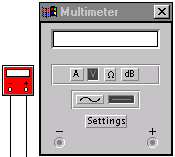 Multimeter
A V Ω dB
Settings
− +